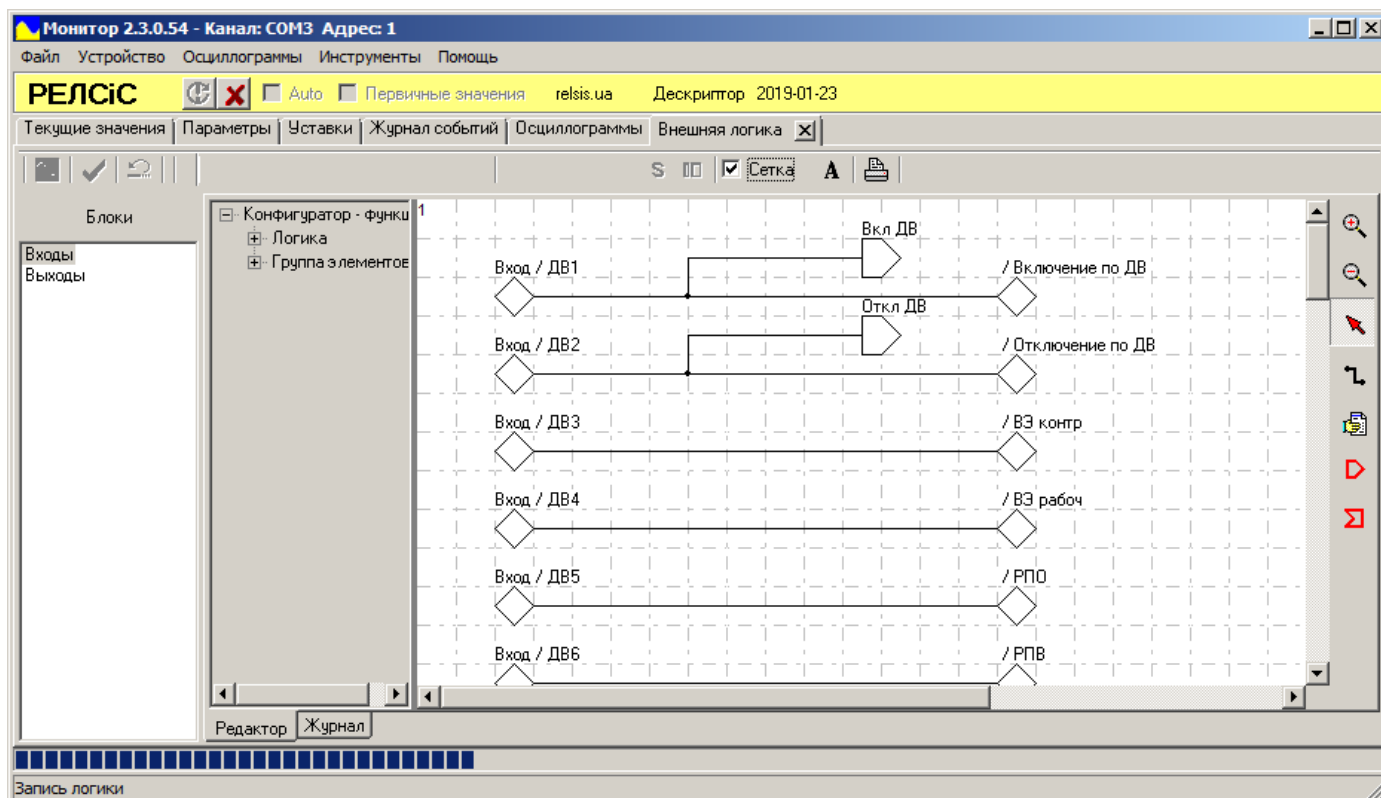 Монитор 2.3.0.54 - Канал: COM3 Адрес: 1
Файл Устройство Осциллограммы Инструменты Помощь
РЕЛСіС Auto Первичные значения relsis.ua Дескриптор 2019-01-23
Текущие значения Параметры Уставки Журнал событий Осциллограммы Внешняя логика
S Сетка A
Блоки
Входы
Выходы
Конфигуратор - функци
Логика
Группа элементов
1
Вкл ДВ
Вход / ДВ1 / Включение по ДВ
Откл ДВ
Вход / ДВ2 / Отключение по ДВ
Вход / ДВ3 / ВЭ контр
Вход / ДВ4 / ВЭ рабоч
Вход / ДВ5 / РПО
Вход / ДВ6 / РПВ
Редактор Журнал
Запись логики